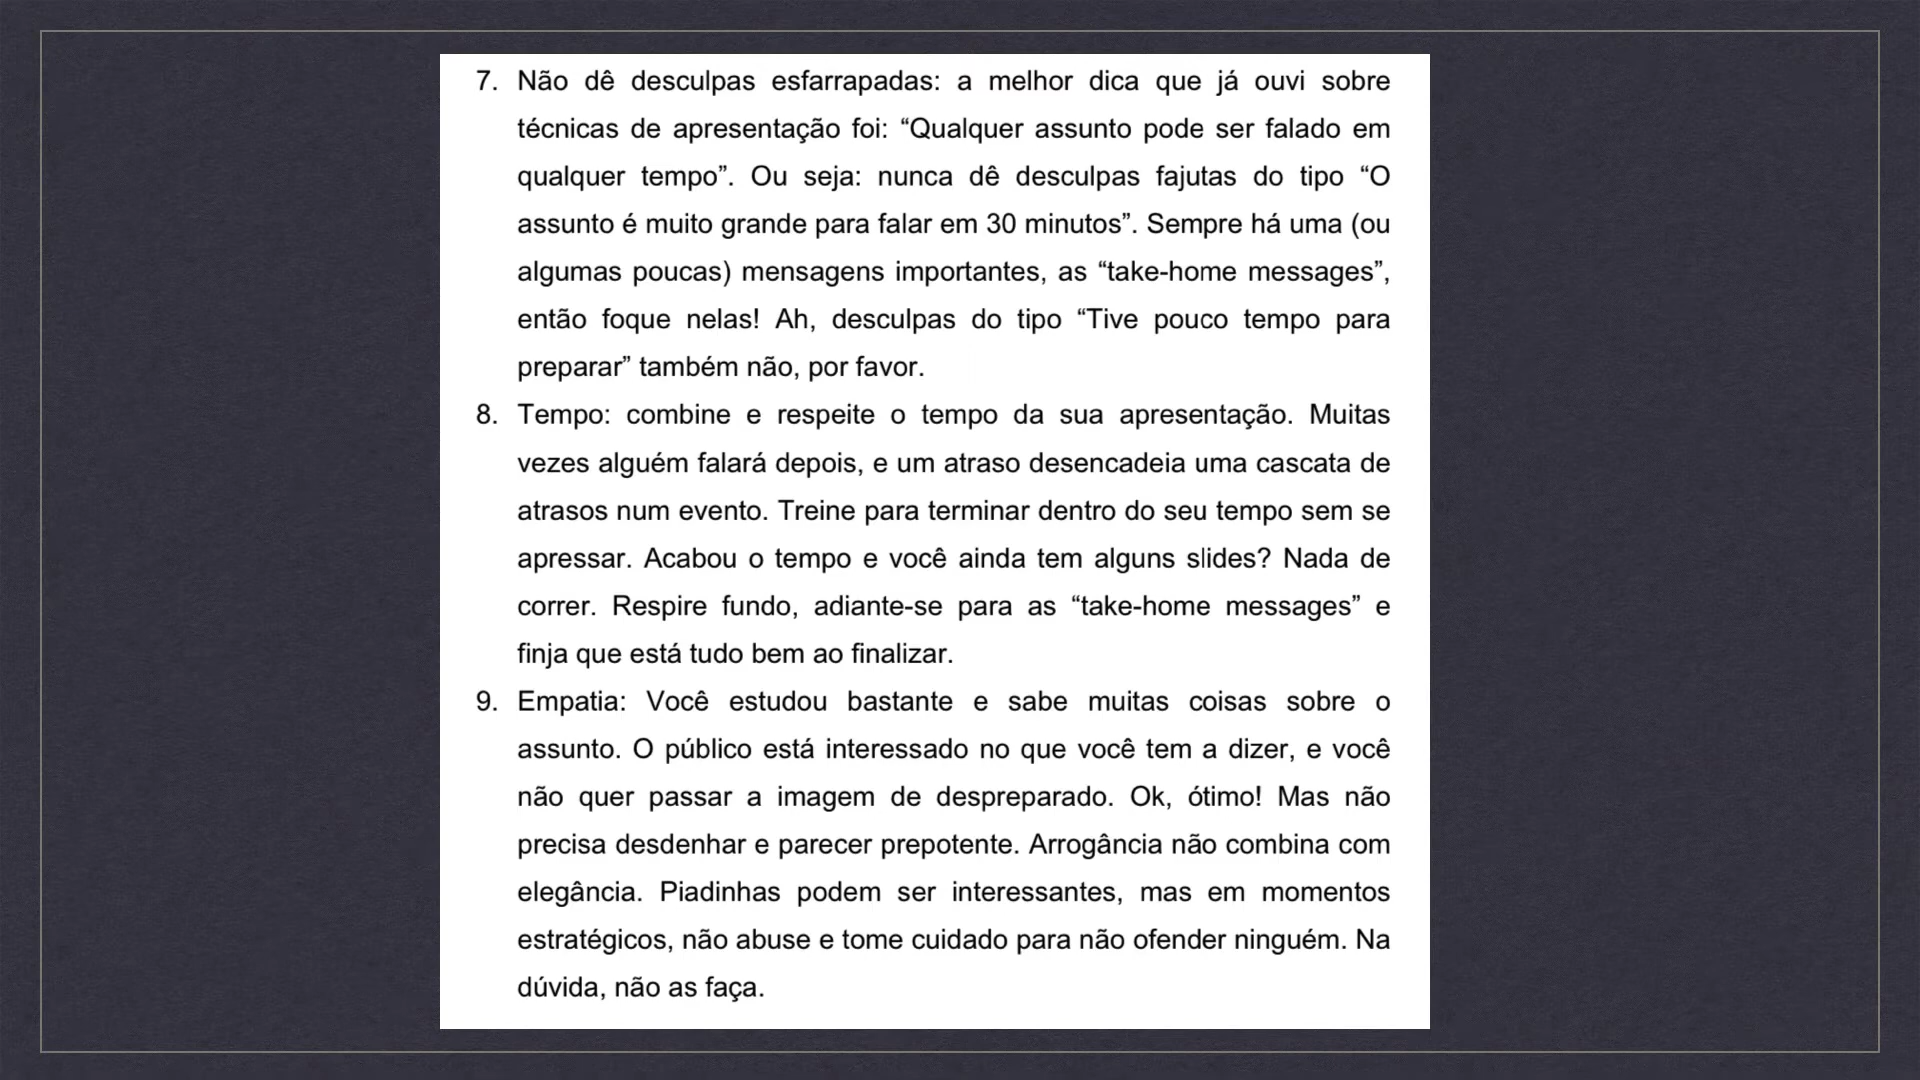 7. Não dê desculpas esfarrapadas: a melhor dica que já ouvi sobre
técnicas de apresentação foi: “Qualquer assunto pode ser falado em
qualquer tempo”. Ou seja: nunca dê desculpas fajutas do tipo “O
assunto é muito grande para falar em 30 minutos”. Sempre há uma (ou
algumas poucas) mensagens importantes, as “take-home messages”,
então foque nelas! Ah, desculpas do tipo “Tive pouco tempo para
preparar” também não, por favor.
8. Tempo: combine e respeite o tempo da sua apresentação. Muitas
vezes alguém falará depois, e um atraso desencadeia uma cascata de
atrasos num evento. Treine para terminar dentro do seu tempo sem se
apressar. Acabou o tempo e você ainda tem alguns slides? Nada de
correr. Respire fundo, adiante-se para as “take-home messages” e
finja que está tudo bem ao finalizar.
9. Empatia: Você estudou bastante e sabe muitas coisas sobre o
assunto. O público está interessado no que você tem a dizer, e você
não quer passar a imagem de despreparado. Ok, ótimo! Mas não
precisa desdenhar e parecer prepotente. Arrogância não combina com
elegância. Piadinhas podem ser interessantes, mas em momentos
estratégicos, não abuse e tome cuidado para não ofender ninguém. Na
dúvida, não as faça.